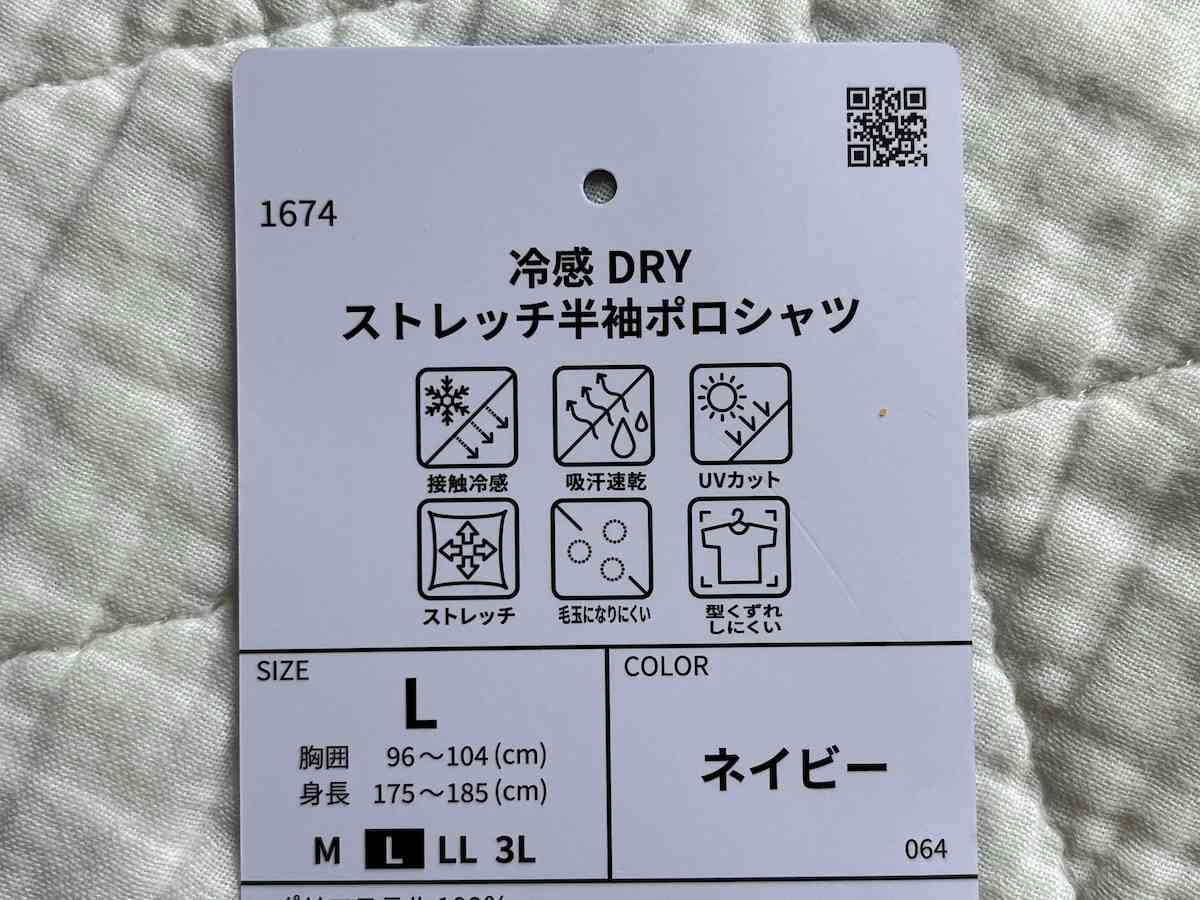 1674
冷感 DRY
ストレッチ半袖ポロシャツ
接触冷感 吸汗速乾 UVカット
ストレッチ 毛玉になりにくい 型くずれ
しにくい
SIZE
L
胸囲 96～104(cm)
身長 175～185(cm)
M L LL 3L
COLOR
ネイビー
064